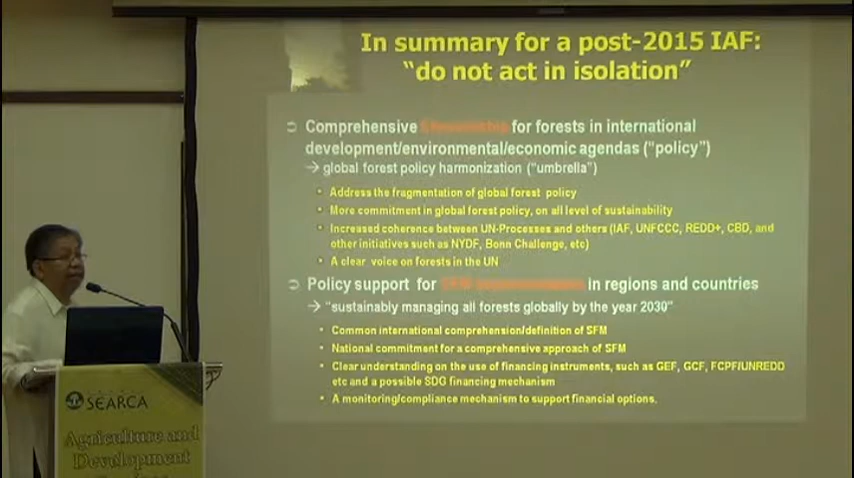 In summary for a post-2015 IAF:
"do not act in isolation"
Comprehensive for forests in international
development/environmental/economic agendas ("policy")
→ global forest policy harmonization ("umbrella")
• Address the fragmentation of global forest policy
• More commitment in global forest policy, on all level of sustainability
• Increased coherence between UN-Processes and others (IAF, UNFCCC, REDD+, CBD, and
other initiatives such as NYDF, Bonn Challenge, etc)
• A clear voice on forests in the UN
Policy support for in regions and countries
→ "sustainably managing all forests globally by the year 2030"
• Common international comprehension/definition of SFM
• National commitment for a comprehensive approach of SFM
• Clear understanding on the use of financing instruments, such as GEF, GCF, FCPF/UNREDD
etc and a possible SDG financing mechanism
• A monitoring/compliance mechanism to support financial options.
SEARCA
Agriculture and
Development